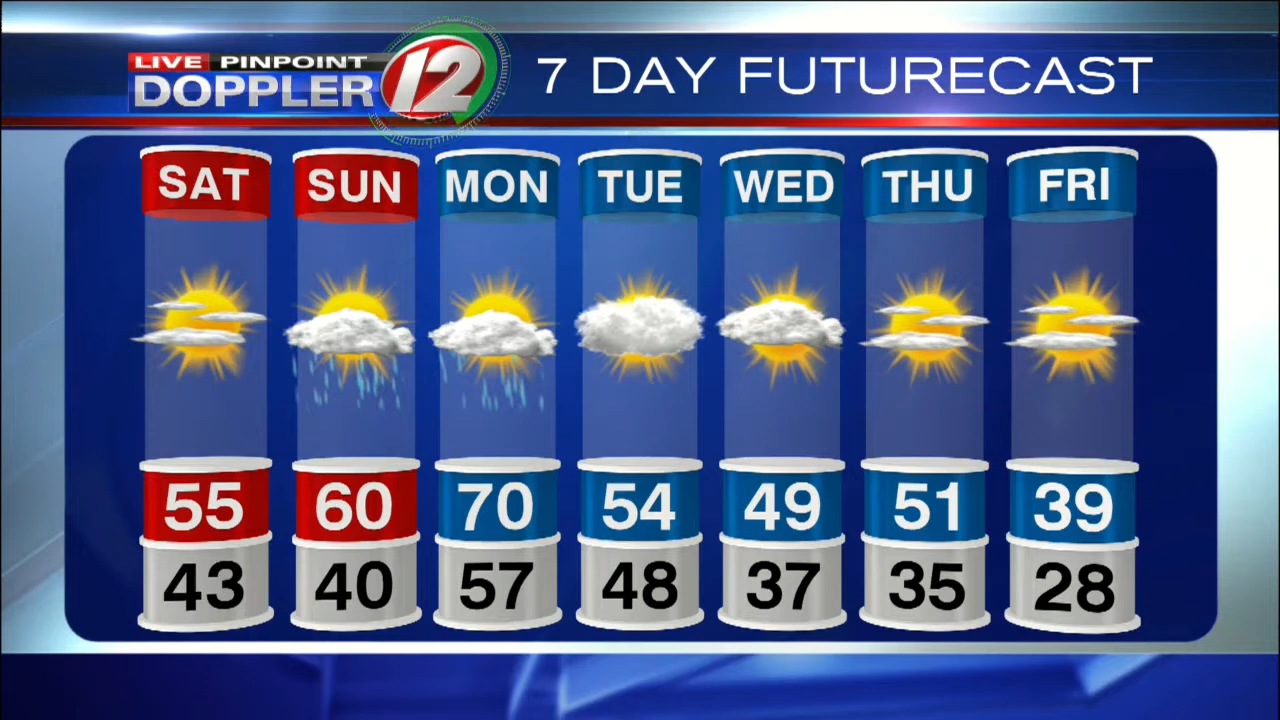 LIVE PINPOINT
DOPPLER 12
7 DAY FUTURECAST
SAT SUN MON TUE WED THU FRI
55 60 70 54 49 51 39
43 40 57 48 37 35 28